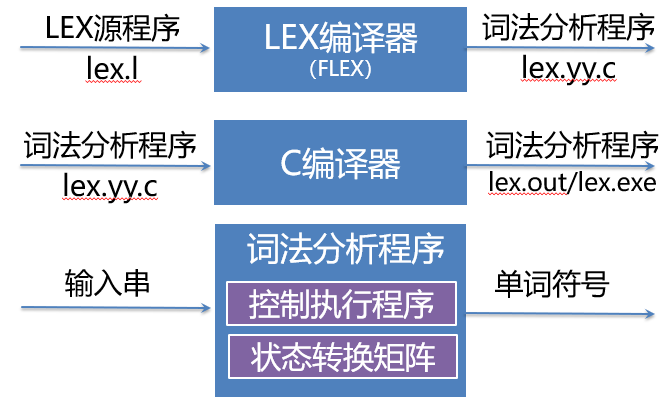 LEX源程序
lex.l
LEX编译器
（FLEX）
词法分析程序
lex.yy.c
词法分析程序
lex.yy.c
C编译器
词法分析程序
lex.out/lex.exe
输入串
词法分析程序
控制执行程序
状态转换矩阵
单词符号